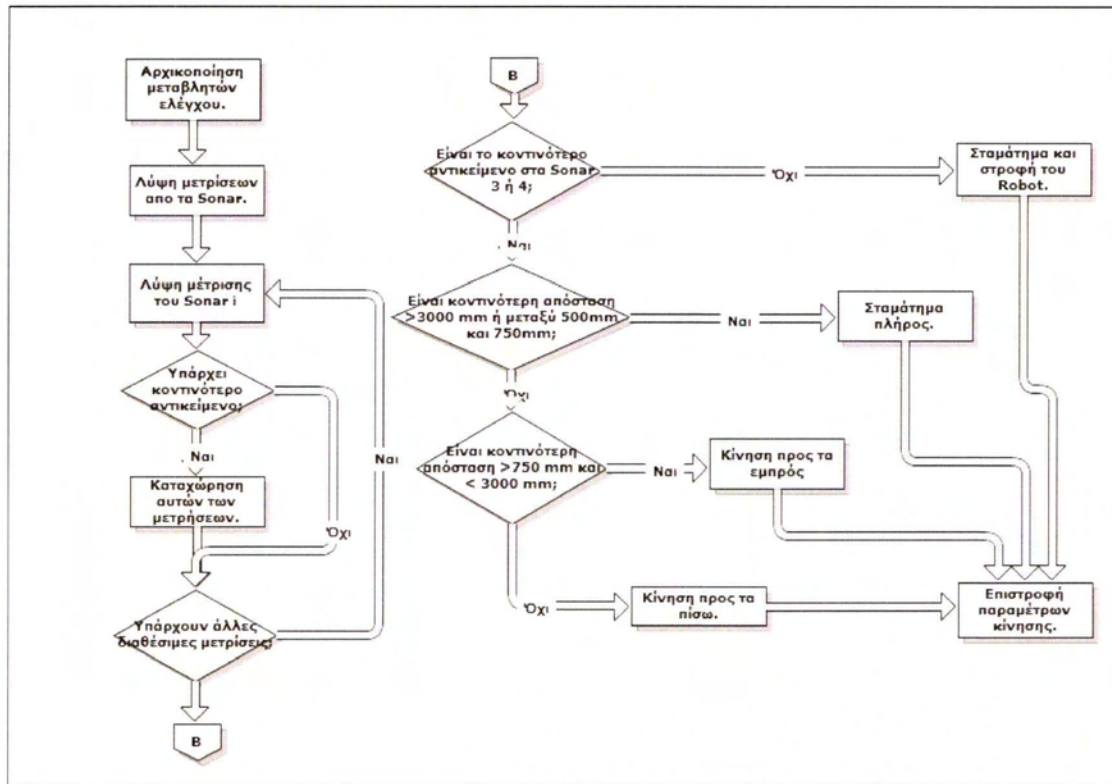 Αρχικοποίηση
μεταβλητών
ελέγχου.
Λύψη μετρίσεων
απο τα Sonar.
Λύψη μέτρισης
του Sonar i
Υπάρχει
κοντινότερο
αντικείμενο;
Ναι
Καταχώρηση
αυτών των
μετρήσεων.
Όχι
Ναι
Υπάρχουν άλλες
διαθέσιμες μετρίσεις;
B
B
Είναι το κοντινότερο
αντικείμενο στα Sonar
3 ή 4;
Όχι
Σταμάτημα και
στροφή του
Robot.
Ναι
Είναι κοντινότερη απόσταση
>3000 mm ή μεταξύ 500mm
και 750mm;
Ναι
Σταμάτημα
πλήρος.
Όχι
Είναι κοντινότερη
απόσταση >750 mm και
< 3000 mm;
Ναι
Κίνηση προς τα
εμπρός
Όχι
Κίνηση προς τα
πίσω.
Επιστροφή
παραμέτρων
κίνησης.